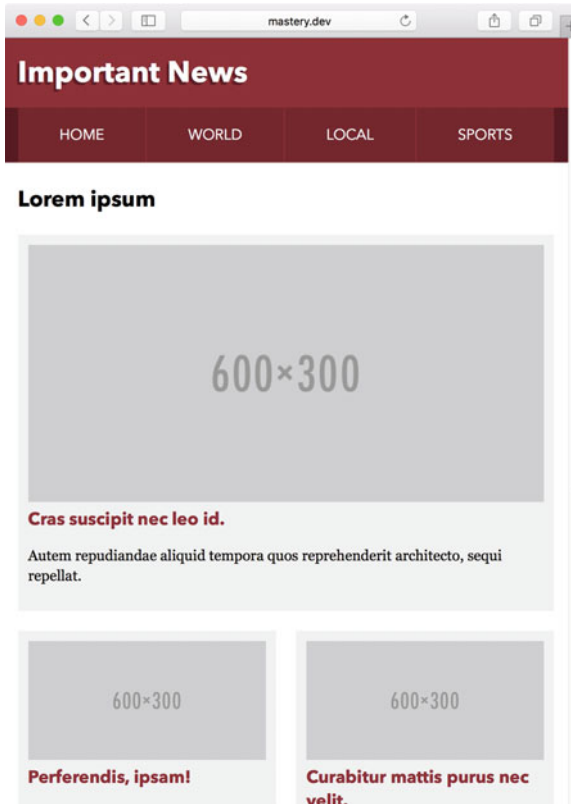 mastery.dev
Important News
HOME WORLD LOCAL SPORTS
Lorem ipsum
600×300
Cras suscipit nec leo id.
Autem repudiandae aliquid tempora quos reprehenderit architecto, sequi
repellat.
600×300
Perferendis, ipsam!
600×300
Curabitur mattis purus nec
velit.